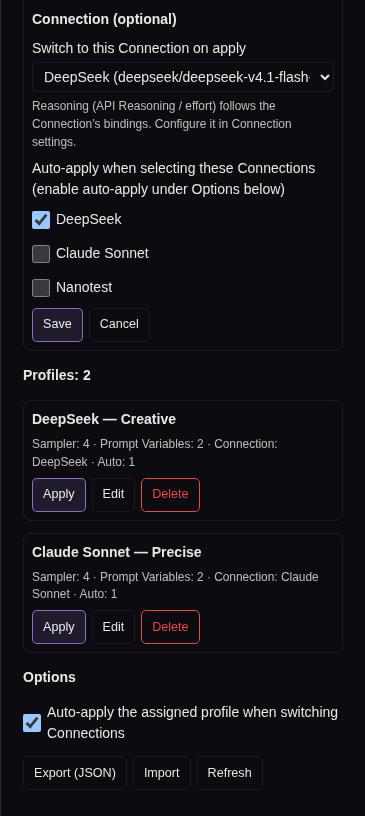 Connection (optional)
Switch to this Connection on apply
DeepSeek (deepseek/deepseek-v4.1-flash-
Reasoning (API Reasoning / effort) follows the
Connection's bindings. Configure it in Connection
settings.
Auto-apply when selecting these Connections
(enable auto-apply under Options below)
DeepSeek
Claude Sonnet
Nanotest
Save Cancel
Profiles: 2
DeepSeek — Creative
Sampler: 4 · Prompt Variables: 2 · Connection:
DeepSeek · Auto: 1
Apply Edit Delete
Claude Sonnet — Precise
Sampler: 4 · Prompt Variables: 2 · Connection: Claude
Sonnet · Auto: 1
Apply Edit Delete
Options
Auto-apply the assigned profile when switching
Connections
Export (JSON) Import Refresh